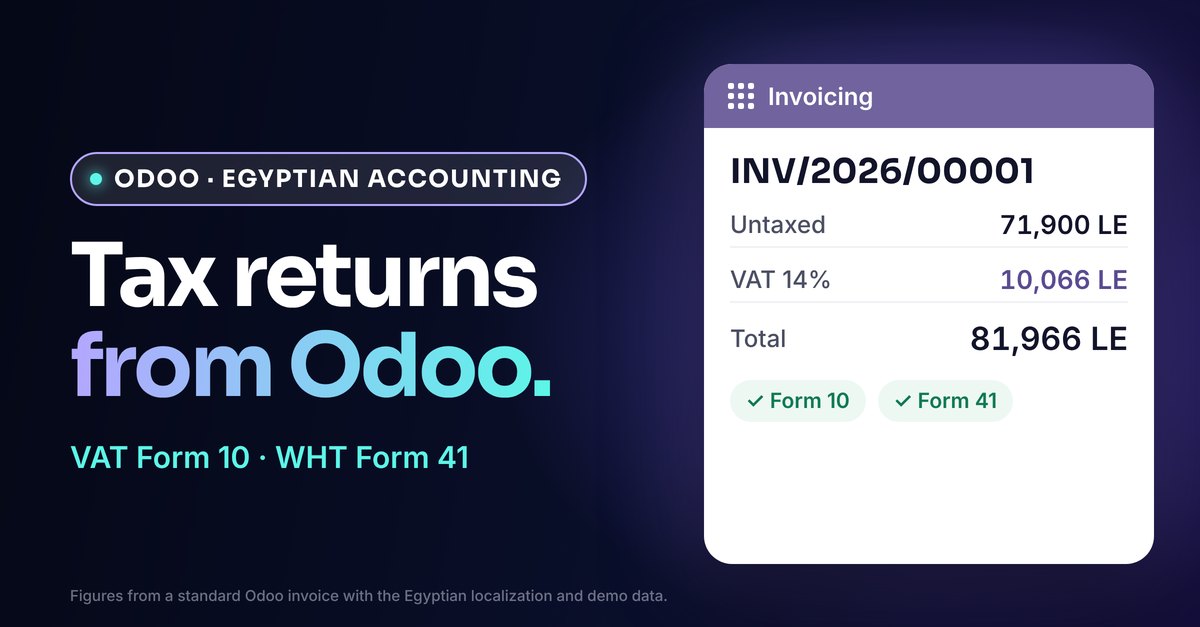 ODOO · EGYPTIAN ACCOUNTING
Tax returns
from Odoo.
VAT Form 10 · WHT Form 41
Invoicing
INV/2026/00001
Untaxed 71,900 LE
VAT 14% 10,066 LE
Total 81,966 LE
✓ Form 10 ✓ Form 41
Figures from a standard Odoo invoice with the Egyptian localization and demo data.